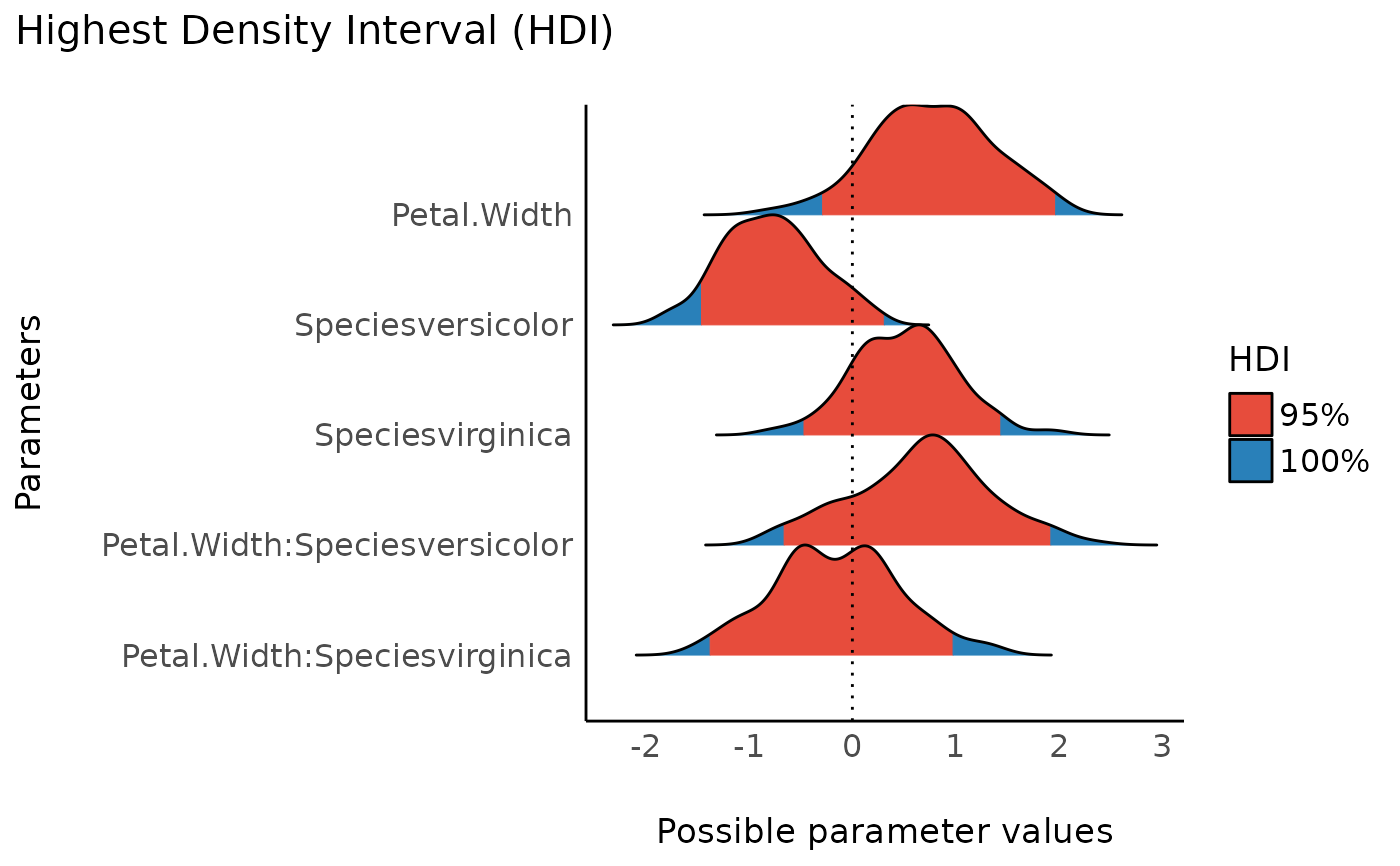 Highest Density Interval (HDI)
Parameters
Petal.Width
Speciesversicolor
Speciesvirginica
Petal.Width:Speciesversicolor
Petal.Width:Speciesvirginica
-2 -1 0 1 2 3
Possible parameter values
HDI
95%
100%